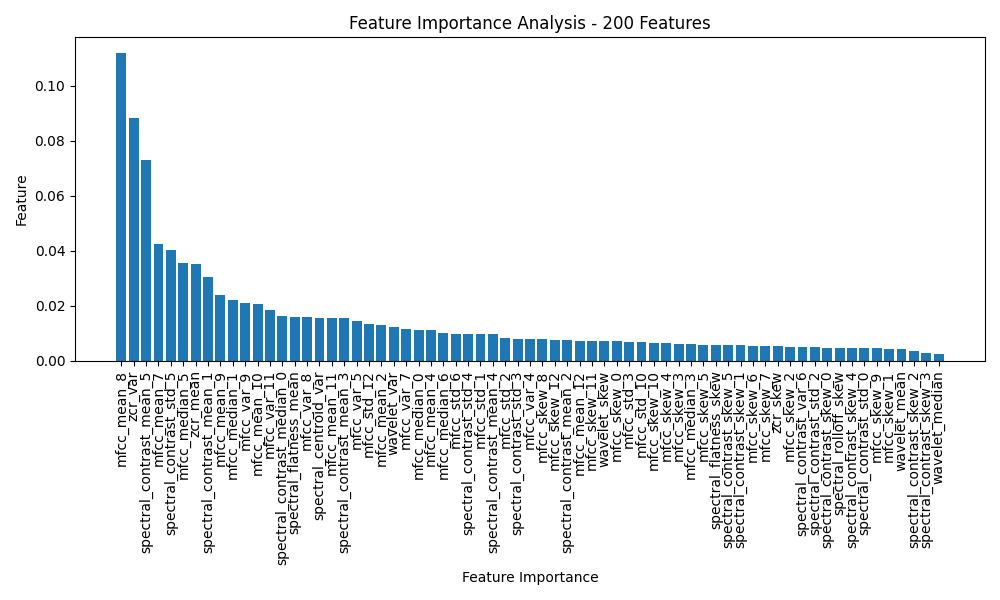 Feature Importance Analysis - 200 Features
Feature
0.10
0.08
0.06
0.04
0.02
0.00
mfcc_mean_8
zcr_var
spectral_contrast_mean_5
mfcc_mean_7
spectral_contrast_std_5
mfcc_median_5
zcr_mean
spectral_contrast_mean_1
mfcc_mean_9
mfcc_median_1
mfcc_var_9
mfcc_mean_10
mfcc_var_11
spectral_contrast_median_0
spectral_flatness_mean
mfcc_var_8
spectral_centroid_var
mfcc_mean_11
spectral_contrast_mean_3
mfcc_var_5
mfcc_std_12
mfcc_mean_2
wavelet_var
mfcc_var_7
mfcc_median_0
mfcc_mean_4
mfcc_median_6
mfcc_std_6
spectral_contrast_std_4
mfcc_std_1
spectral_contrast_mean_4
mfcc_std_2
spectral_contrast_std_3
mfcc_var_4
mfcc_skew_8
mfcc_skew_12
spectral_contrast_mean_2
mfcc_mean_12
mfcc_skew_11
wavelet_skew
mfcc_skew_0
mfcc_std_3
mfcc_std_10
mfcc_skew_10
mfcc_skew_4
mfcc_skew_3
mfcc_median_3
mfcc_skew_5
spectral_flatness_skew
spectral_contrast_skew_5
spectral_contrast_skew_1
mfcc_skew_6
mfcc_skew_7
zcr_skew
mfcc_skew_2
spectral_contrast_var_6
spectral_contrast_std_2
spectral_contrast_skew_0
spectral_rolloff_skew
spectral_contrast_skew_4
spectral_contrast_std_0
mfcc_skew_9
mfcc_skew_1
wavelet_mean
spectral_contrast_skew_2
spectral_contrast_skew_3
wavelet_median
Feature Importance